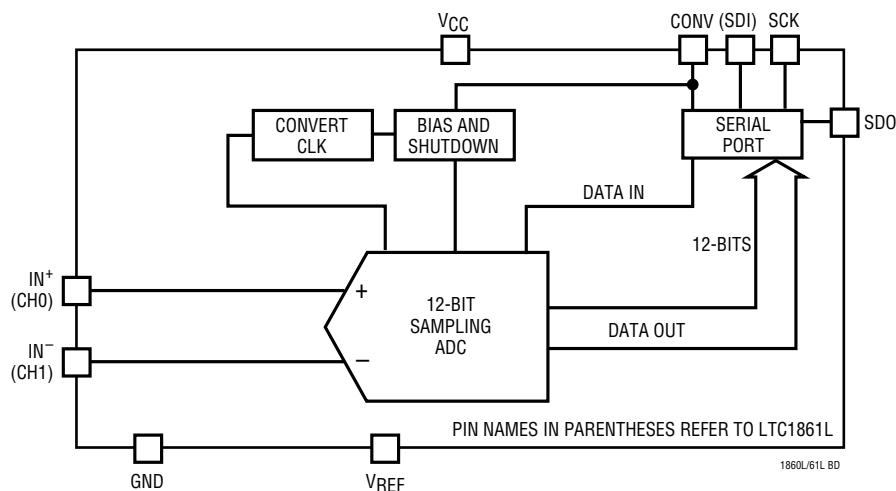 VCC
CONV (SDI) SCK
SDO
CONVERT
CLK
BIAS AND
SHUTDOWN
SERIAL
PORT
DATA IN
12-BITS
IN+
(CH0)
+
12-BIT
SAMPLING
ADC
DATA OUT
IN−
(CH1)
−
PIN NAMES IN PARENTHESES REFER TO LTC1861L
1860L/61L BD
GND
VREF